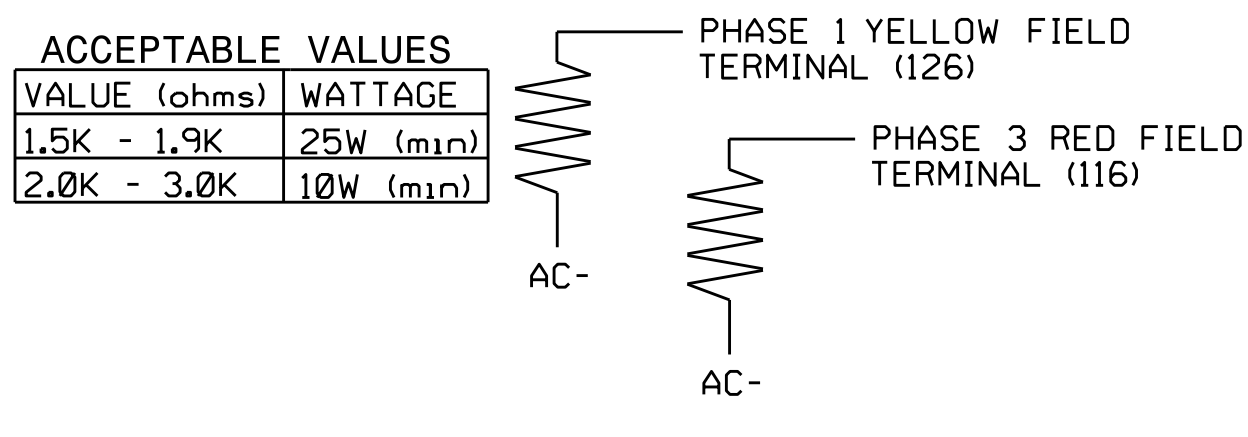 ACCEPTABLE VALUES
VALUE (ohms) WATTAGE
1.5K - 1.9K 25W (min)
2.0K - 3.0K 10W (min)
PHASE 1 YELLOW FIELD
TERMINAL (126)
AC-
PHASE 3 RED FIELD
TERMINAL (116)
AC-